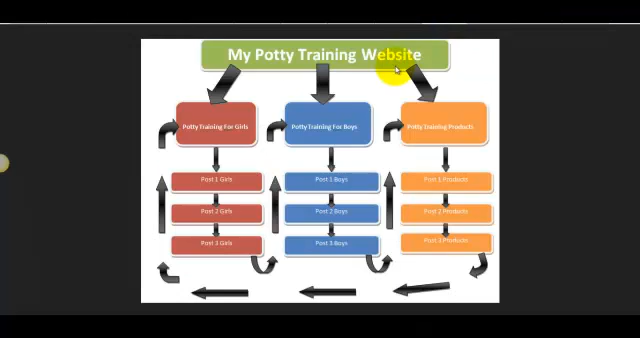 My Potty Training Website
Potty Training For Girls
Potty Training For Boys
Potty Training Products
Post 1 Girls
Post 1 Boys
Post 1 Products
Post 2 Girls
Post 2 Boys
Post 2 Products
Post 3 Girls
Post 3 Boys
Post 3 Products